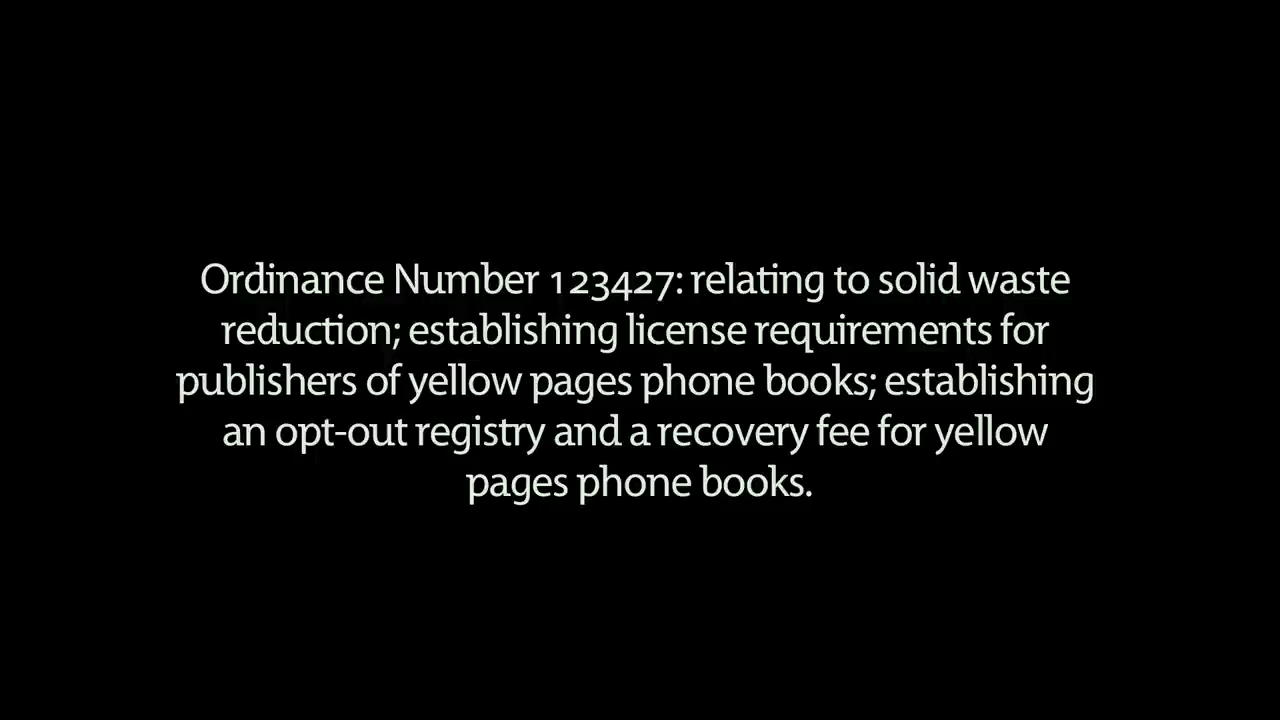 Ordinance Number 123427: relating to solid waste
reduction; establishing license requirements for
publishers of yellow pages phone books; establishing
an opt-out registry and a recovery fee for yellow
pages phone books.